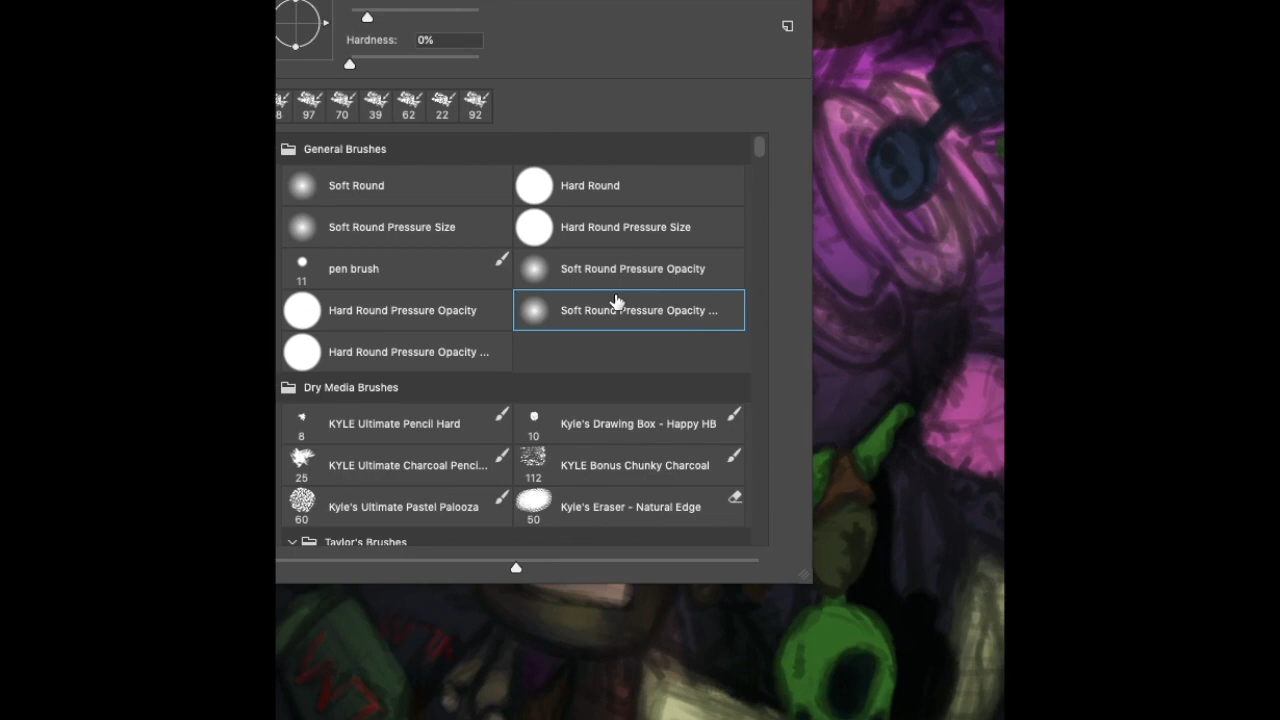 Hardness: 0%
8 97 70 39 62 22 92
General Brushes
Soft Round Hard Round
Soft Round Pressure Size Hard Round Pressure Size
pen brush Soft Round Pressure Opacity
11
Hard Round Pressure Opacity Soft Round Pressure Opacity ...
Hard Round Pressure Opacity ...
Dry Media Brushes
KYLE Ultimate Pencil Hard Kyle's Drawing Box - Happy HB
8 10
KYLE Ultimate Charcoal Penci... KYLE Bonus Chunky Charcoal
25 112
Kyle's Ultimate Pastel Palooza Kyle's Eraser - Natural Edge
60 50
Taylor's Brushes